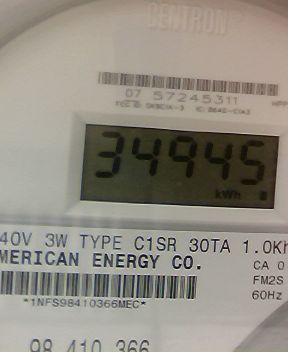 CENTRON
07 57245311
34945
kWh
40V 3W TYPE C1SR 30TA 1.0Kh
MERICAN ENERGY CO.
CA 0
FM2S
60Hz
*1NFS98410366MEC*
98 410 366